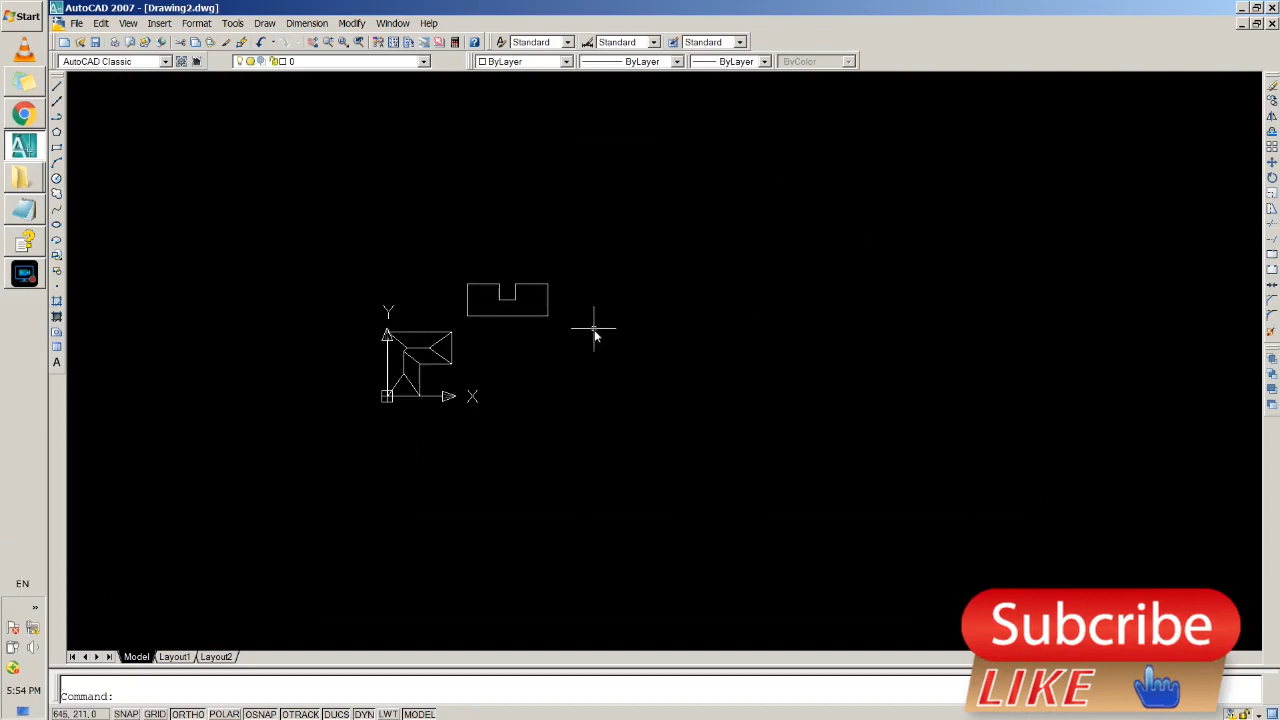 Start
AutoCAD 2007 - [Drawing2.dwg]
File Edit View Insert Format Tools Draw Dimension Modify Window Help
Standard Standard Standard
AutoCAD Classic 0 ByLayer ByLayer ByLayer ByColor
A
Y
X
EN
»
Subcribe
LIKE
Model Layout1 Layout2
Command:
5:54 PM
645, 211, 0 SNAP GRID ORTHO POLAR OSNAP OTRACK DUCS DYN LWT MODEL